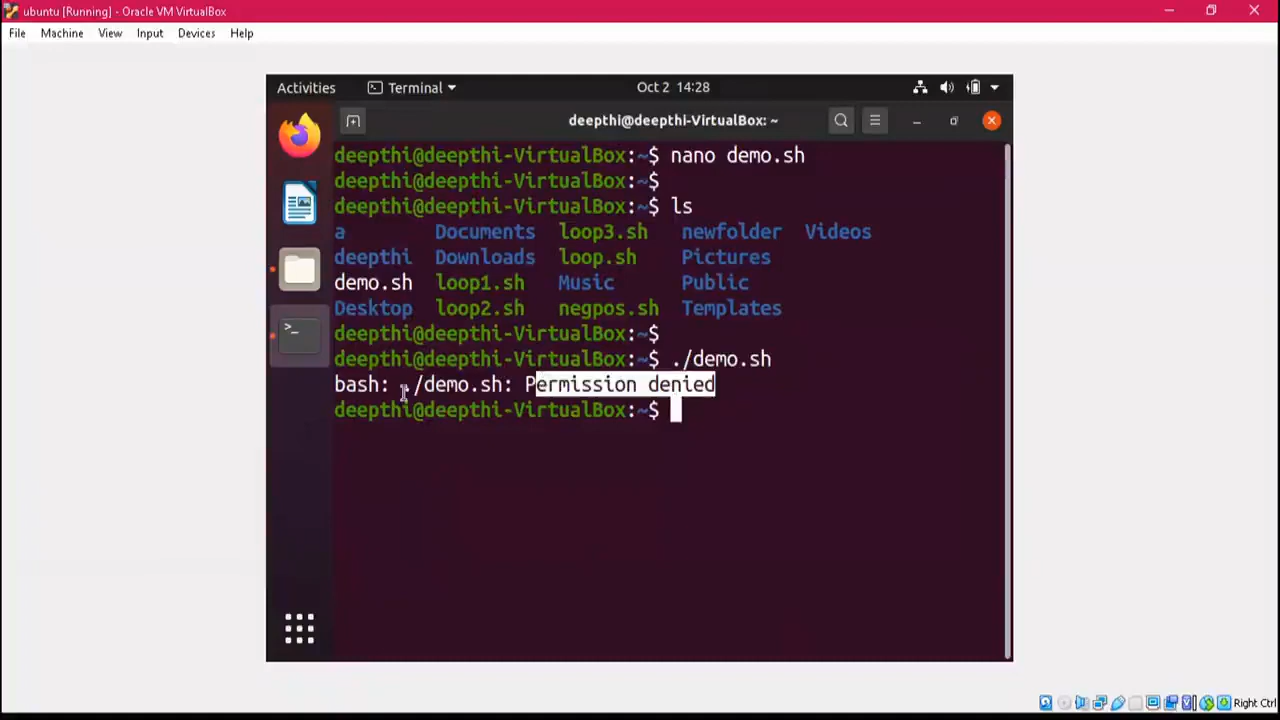 ubuntu [Running] - Oracle VM VirtualBox
File Machine View Input Devices Help
Activities Terminal Oct 2 14:28
deepthi@deepthi-VirtualBox: ~
deepthi@deepthi-VirtualBox:~$ nano demo.sh
deepthi@deepthi-VirtualBox:~$
deepthi@deepthi-VirtualBox:~$ ls
a Documents loop3.sh newfolder Videos
deepthi Downloads loop.sh Pictures
demo.sh loop1.sh Music Public
Desktop loop2.sh negpos.sh Templates
deepthi@deepthi-VirtualBox:~$
deepthi@deepthi-VirtualBox:~$ ./demo.sh
bash: ./demo.sh: Permission denied
deepthi@deepthi-VirtualBox:~$
Right Ctrl